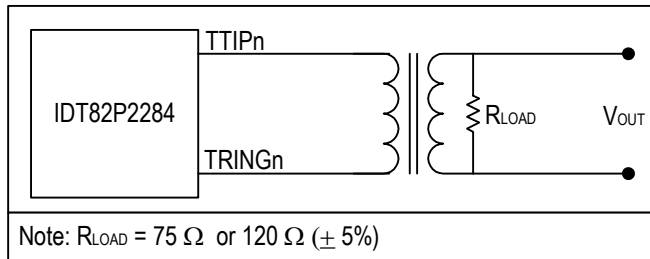 TTIPn
IDT82P2284
RLOAD
VOUT
TRINGn
Note: RLOAD = 75 Ω or 120 Ω (± 5%)